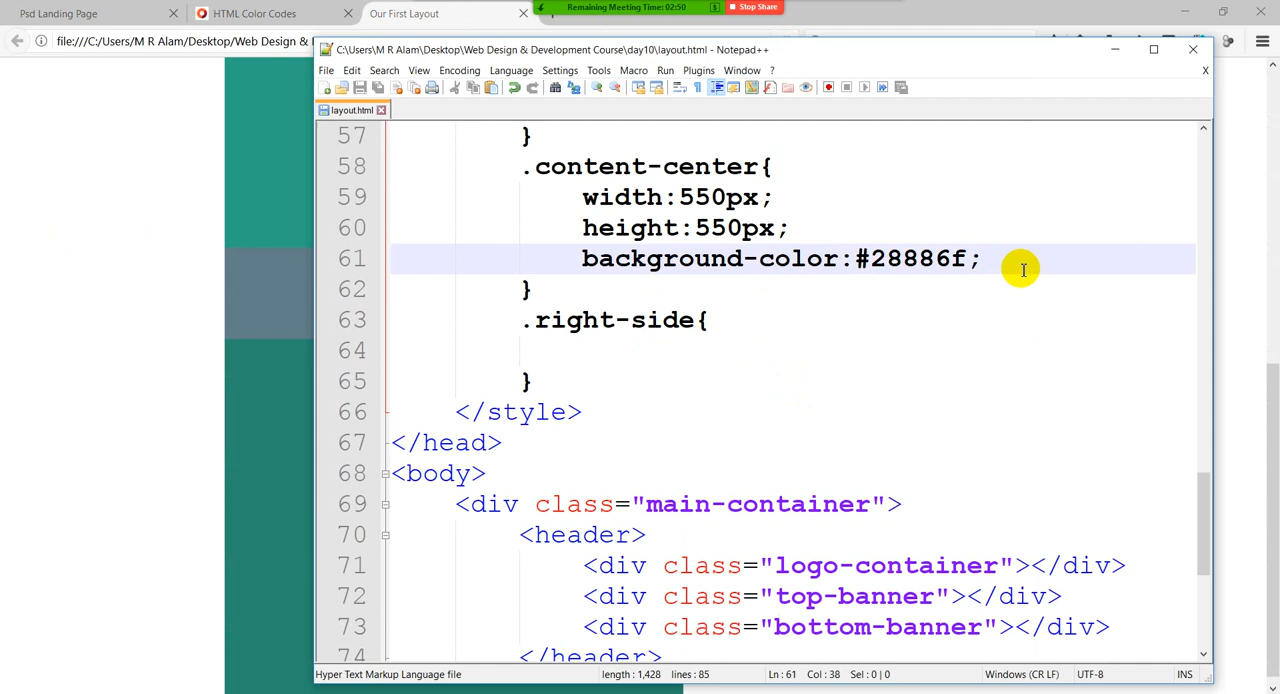 Psd Landing Page
HTML Color Codes
Our First Layout
Remaining Meeting Time: 02:50
Stop Share
file:///C:/Users/M R Alam/Desktop/Web Design &
C:\Users\M R Alam\Desktop\Web Design & Development Course\day10\layout.html - Notepad++
File Edit Search View Encoding Language Settings Tools Macro Run Plugins Window ?
X
layout.html
57 }
58 .content-center{
59 width:550px;
60 height:550px;
61 background-color:#28886f;
62 }
63 .right-side{
64
65 }
66 </style>
67 </head>
68 <body>
69 <div class="main-container">
70 <header>
71 <div class="logo-container"></div>
72 <div class="top-banner"></div>
73 <div class="bottom-banner"></div>
74 </header>
Hyper Text Markup Language file length : 1,428 lines : 85 Ln : 61 Col : 38 Sel : 0 | 0 Windows (CR LF) UTF-8 INS